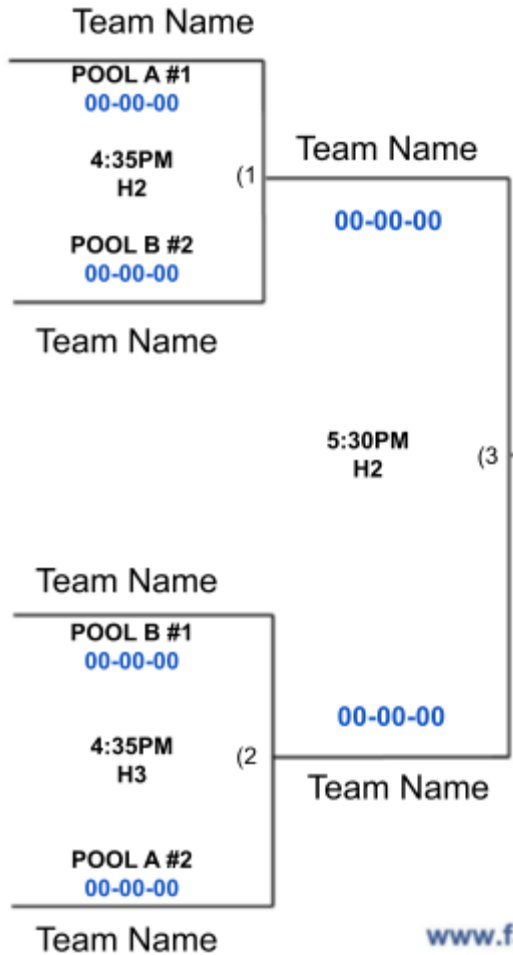 Team Name
POOL A #1
00-00-00
4:35PM
H2
(1
POOL B #2
00-00-00
Team Name
Team Name
00-00-00
5:30PM
H2
(3
Team Name
POOL B #1
00-00-00
4:35PM
H3
(2
POOL A #2
00-00-00
Team Name
00-00-00
Team Name
www.f